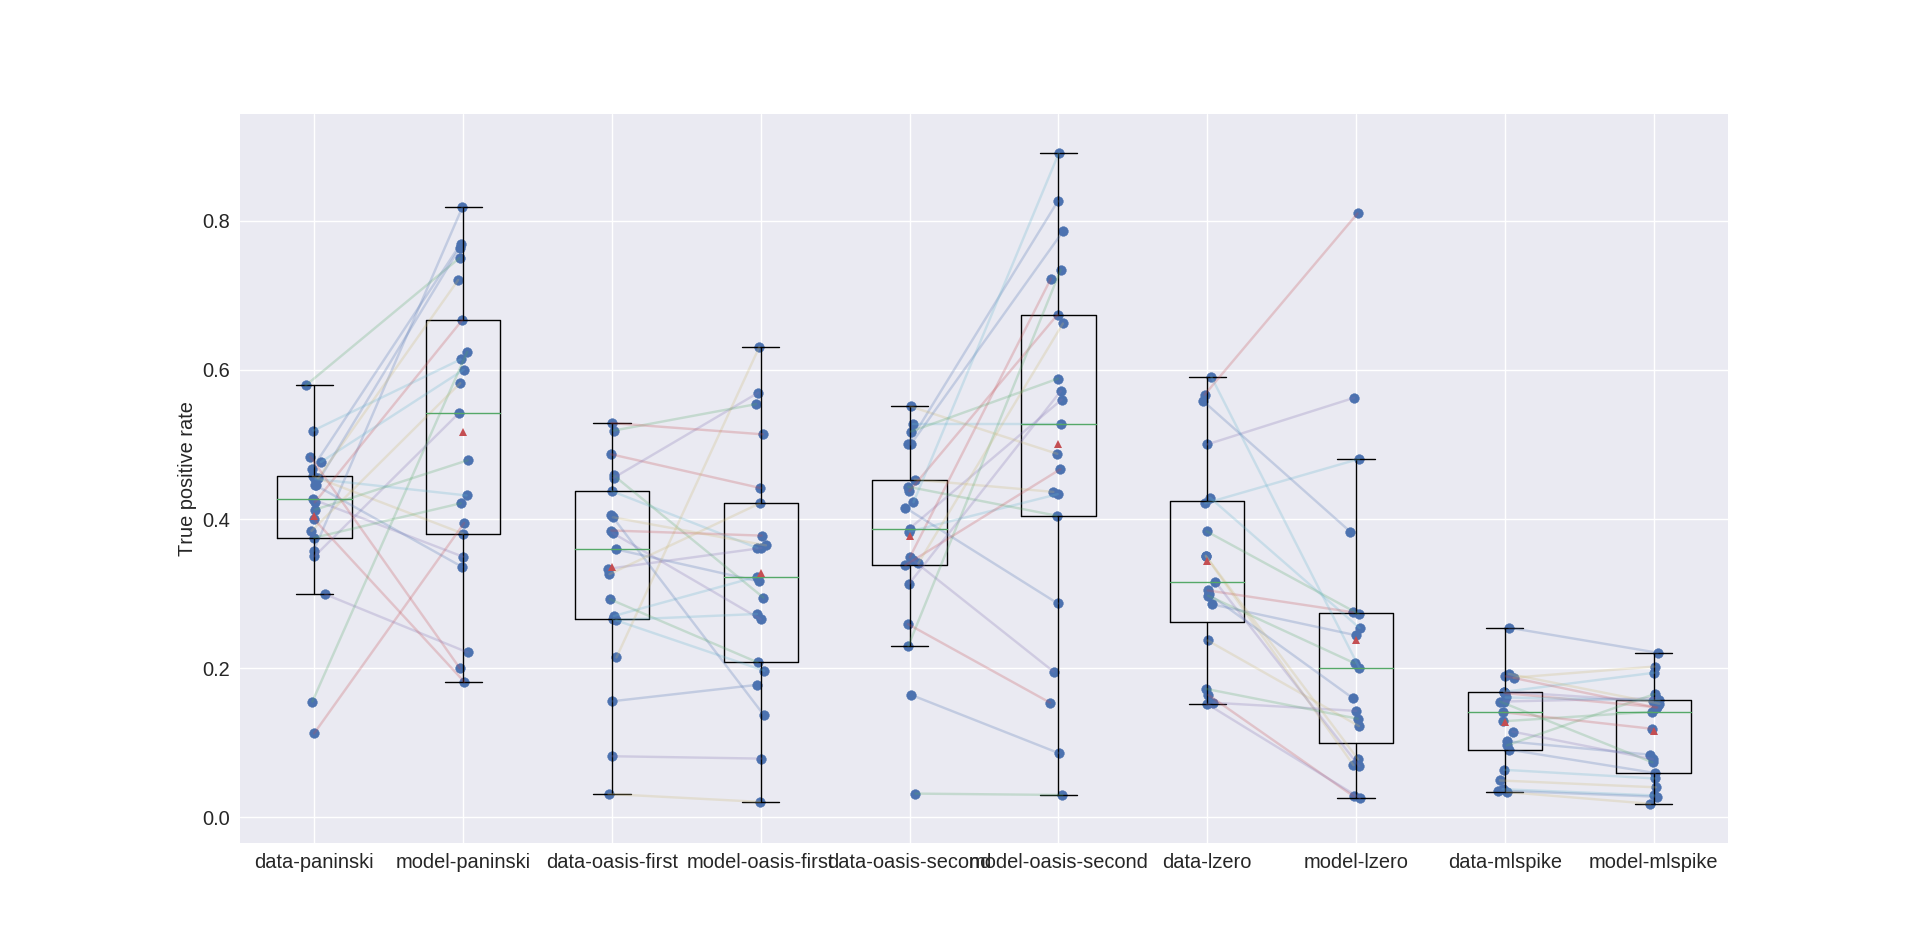 True positive rate
0.8
0.6
0.4
0.2
0.0
data-paninski
model-paninski
data-oasis-first
model-oasis-first
data-oasis-second
model-oasis-second
data-lzero
model-lzero
data-mlspike
model-mlspike